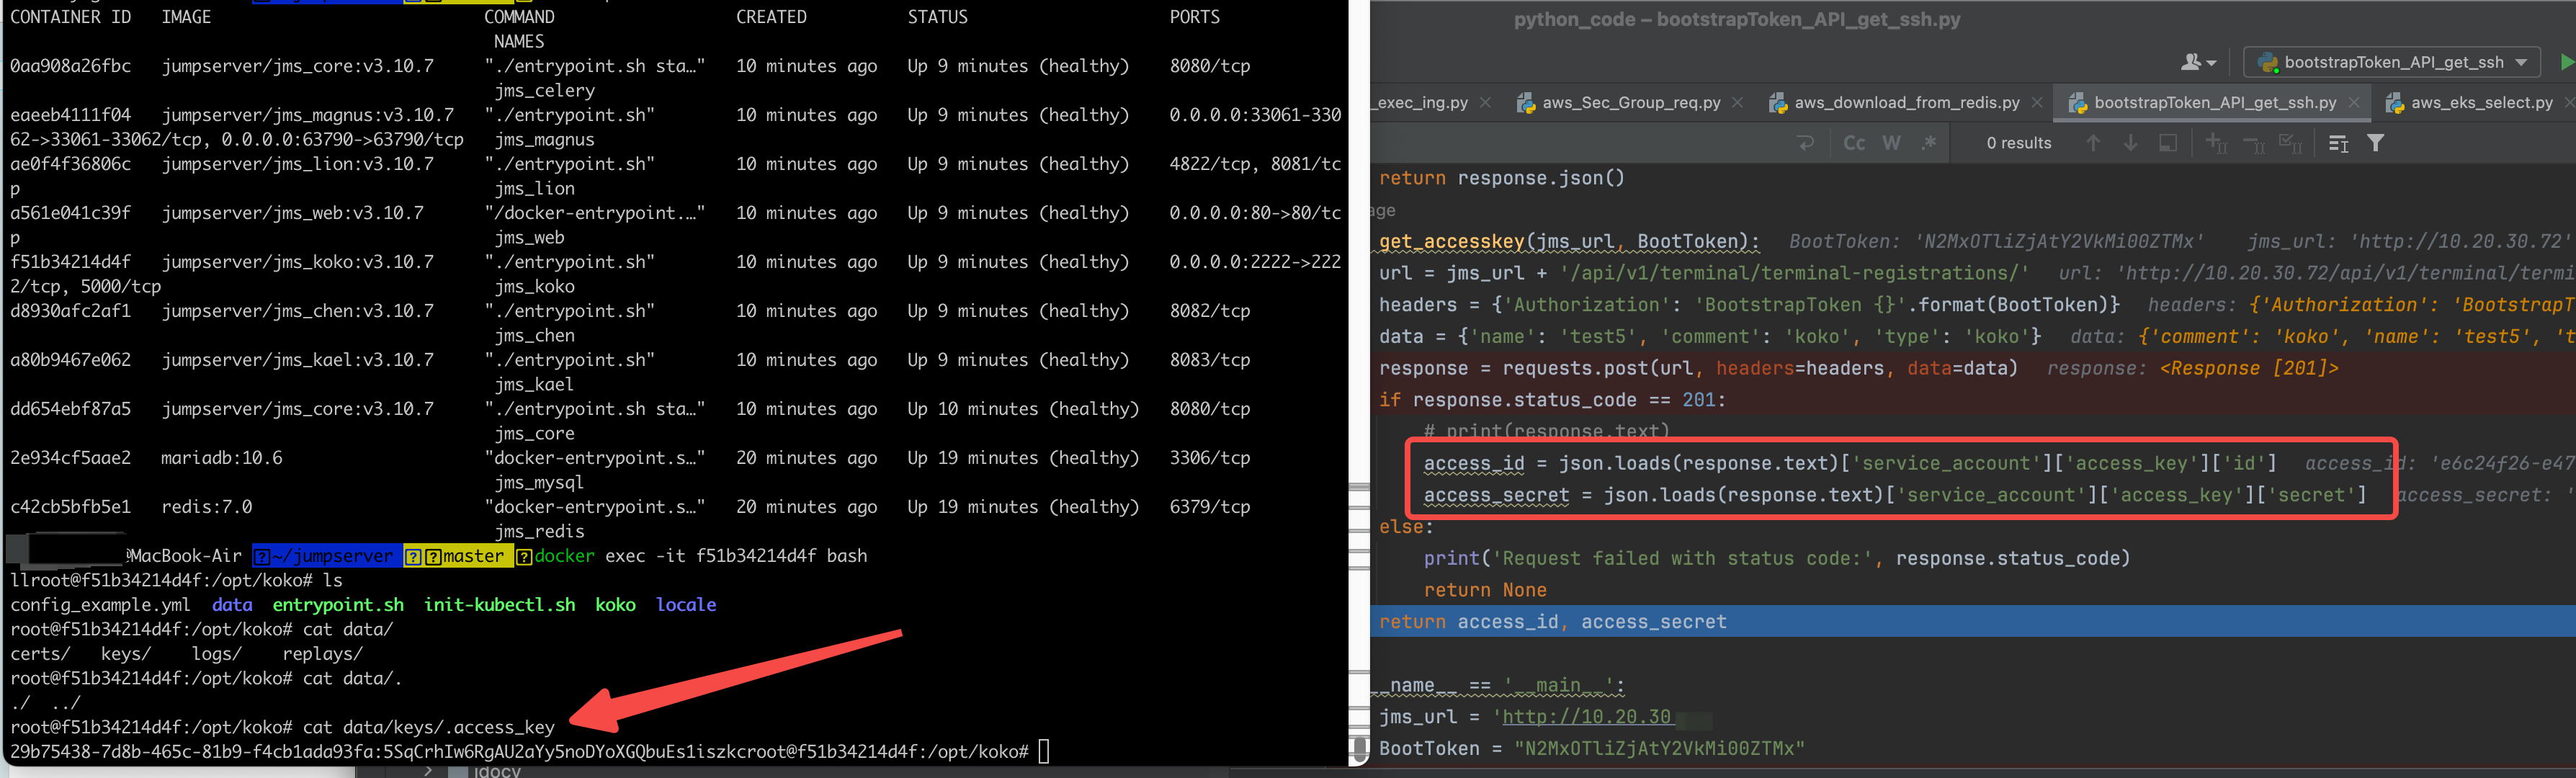 CONTAINER ID   IMAGE                       COMMAND                  CREATED          STATUS                    PORTS
NAMES
0aa908a26fbc   jumpserver/jms_core:v3.10.7     "./entrypoint.sh sta…"   10 minutes ago   Up 9 minutes (healthy)    8080/tcp
jms_celery
eaeeb4111f04   jumpserver/jms_magnus:v3.10.7   "./entrypoint.sh"        10 minutes ago   Up 9 minutes (healthy)    0.0.0.0:33061-330
62->33061-33062/tcp, 0.0.0.0:63790->63790/tcp   jms_magnus
ae0f4f36806c   jumpserver/jms_lion:v3.10.7     "./entrypoint.sh"        10 minutes ago   Up 9 minutes (healthy)    4822/tcp, 8081/tc
p   jms_lion
a561e041c39f   jumpserver/jms_web:v3.10.7      "/docker-entrypoint.…"   10 minutes ago   Up 9 minutes (healthy)    0.0.0.0:80->80/tc
p   jms_web
f51b34214d4f   jumpserver/jms_koko:v3.10.7     "./entrypoint.sh"        10 minutes ago   Up 9 minutes (healthy)    0.0.0.0:2222->222
2/tcp, 5000/tcp   jms_koko
d8930afc2af1   jumpserver/jms_chen:v3.10.7     "./entrypoint.sh"        10 minutes ago   Up 9 minutes (healthy)    8082/tcp
jms_chen
a80b9467e062   jumpserver/jms_kael:v3.10.7     "./entrypoint.sh"        10 minutes ago   Up 9 minutes (healthy)    8083/tcp
jms_kael
dd654ebf87a5   jumpserver/jms_core:v3.10.7     "./entrypoint.sh sta…"   10 minutes ago   Up 10 minutes (healthy)   8080/tcp
jms_core
2e934cf5aae2   mariadb:10.6                    "docker-entrypoint.s…"   20 minutes ago   Up 19 minutes (healthy)   3306/tcp
jms_mysql
c42cb5bfb5e1   redis:7.0                       "docker-entrypoint.s…"   20 minutes ago   Up 19 minutes (healthy)   6379/tcp
jms_redis
@MacBook-Air ~/jumpserver master docker exec -it f51b34214d4f bash
llroot@f51b34214d4f:/opt/koko# ls
config_example.yml  data  entrypoint.sh  init-kubectl.sh  koko  locale
root@f51b34214d4f:/opt/koko# cat data/
certs/   keys/    logs/    replays/
root@f51b34214d4f:/opt/koko# cat data/.
./  ../
root@f51b34214d4f:/opt/koko# cat data/keys/.access_key
29b75438-7d8b-465c-81b9-f4cb1ada93fa:5SqCrhIw6RgAU2aYy5noDYoXGQbuEs1iszkcroot@f51b34214d4f:/opt/koko#
python_code – bootstrapToken_API_get_ssh.py
bootstrapToken_API_get_ssh
_exec_ing.py   aws_Sec_Group_req.py   aws_download_from_redis.py   bootstrapToken_API_get_ssh.py   aws_eks_select.py
Cc W .* 0 results
return response.json()
age
get_accesskey(jms_url, BootToken):   BootToken: 'N2MxOTliZjAtY2VkMi00ZTMx'    jms_url: 'http://10.20.30.72'
url = jms_url + '/api/v1/terminal/terminal-registrations/'   url: 'http://10.20.30.72/api/v1/terminal/termi
headers = {'Authorization': 'BootstrapToken {}'.format(BootToken)}   headers: {'Authorization': 'BootstrapT
data = {'name': 'test5', 'comment': 'koko', 'type': 'koko'}   data: {'comment': 'koko', 'name': 'test5', 't
response = requests.post(url, headers=headers, data=data)   response: <Response [201]>
if response.status_code == 201:
# print(response.text)
access_id = json.loads(response.text)['service_account']['access_key']['id']   access_id: 'e6c24f26-e47
access_secret = json.loads(response.text)['service_account']['access_key']['secret']   access_secret: '
else:
print('Request failed with status code:', response.status_code)
return None
return access_id, access_secret
__name__ == '__main__':
jms_url = 'http://10.20.30
BootToken = "N2MxOTliZjAtY2VkMi00ZTMx"